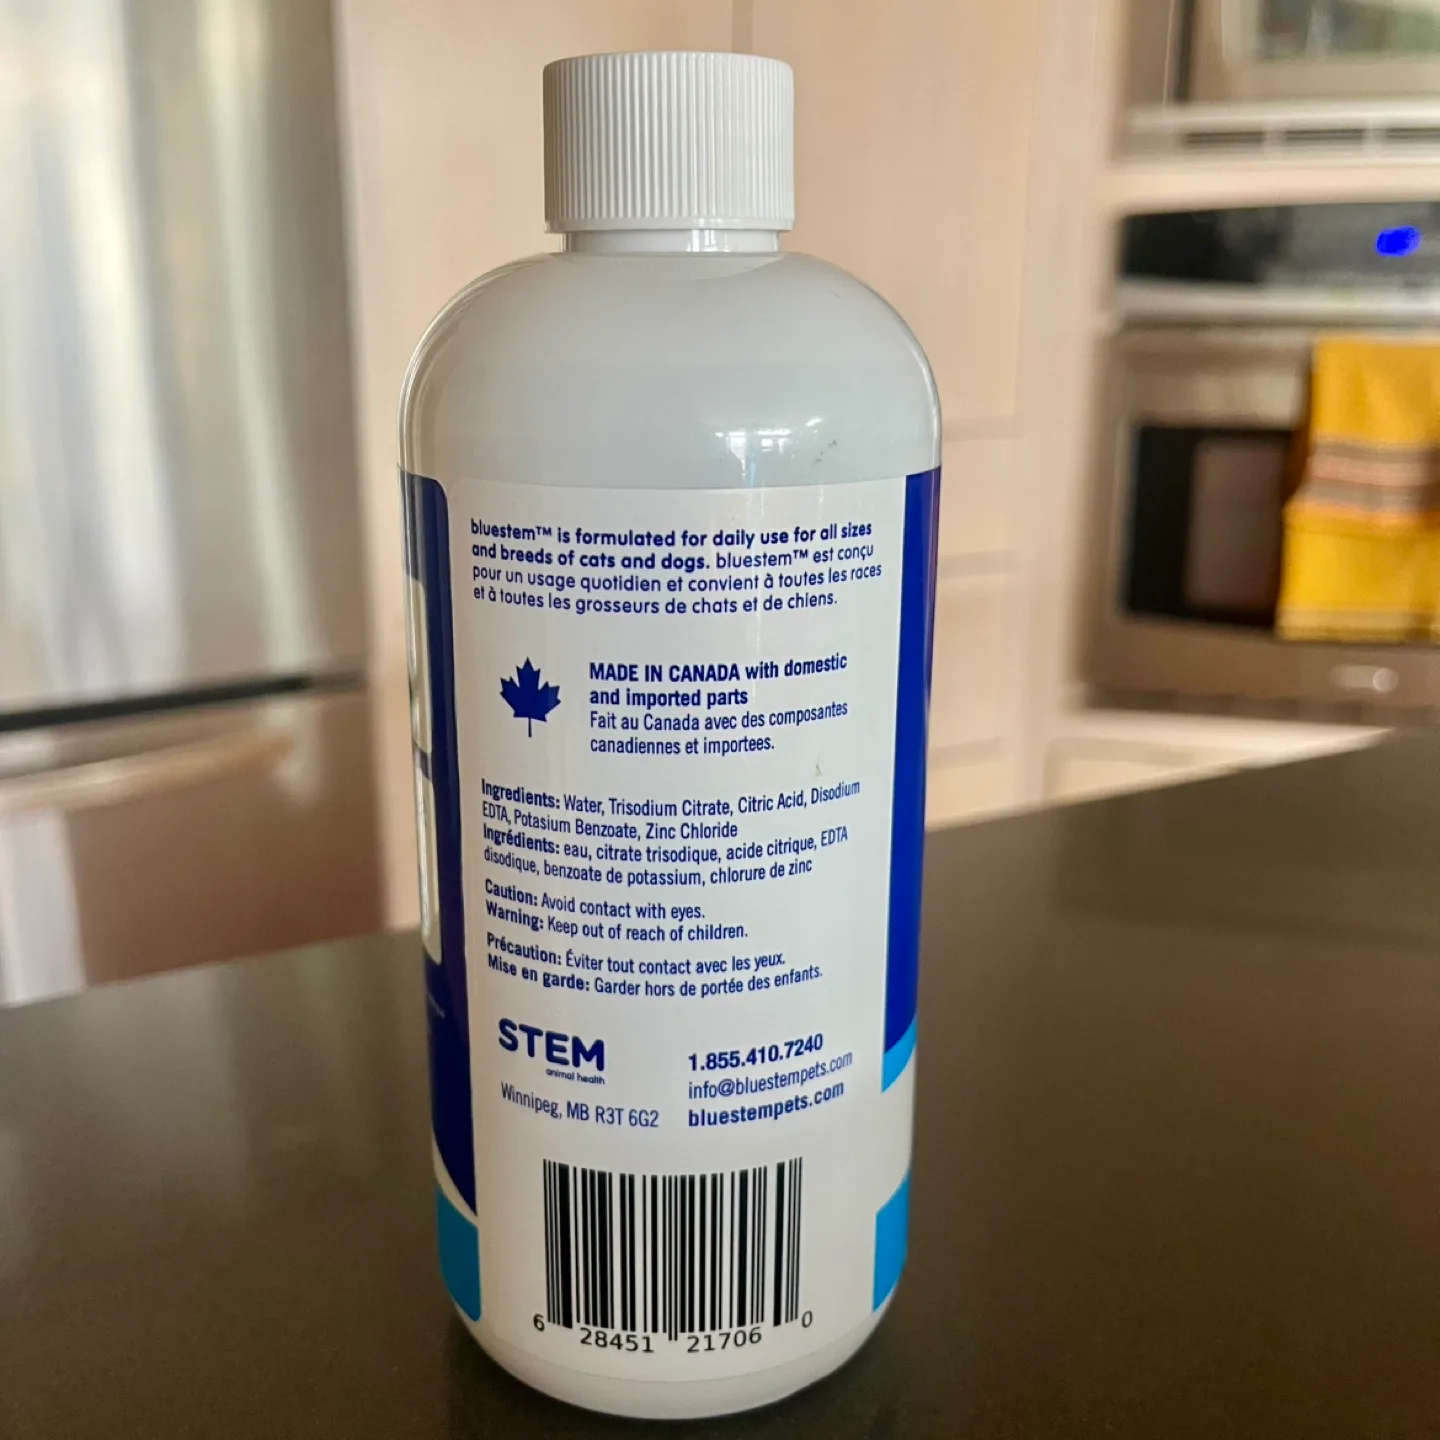 bluestem™ is formulated for daily use for all sizes
and breeds of cats and dogs. bluestem™ est conçu
pour un usage quotidien et convient à toutes les races
et à toutes les grosseurs de chats et de chiens.
MADE IN CANADA with domestic
and imported parts
Fait au Canada avec des composantes
canadiennes et importees.
Ingredients: Water, Trisodium Citrate, Citric Acid, Disodium
EDTA, Potasium Benzoate, Zinc Chloride
Ingrédients: eau, citrate trisodique, acide citrique, EDTA
disodique, benzoate de potassium, chlorure de zinc
Caution: Avoid contact with eyes.
Warning: Keep out of reach of children.
Précaution: Éviter tout contact avec les yeux.
Mise en garde: Garder hors de portée des enfants.
STEM
animal health
Winnipeg, MB R3T 6G2
1.855.410.7240
info@bluestempets.com
bluestempets.com
6 28451 21706 0